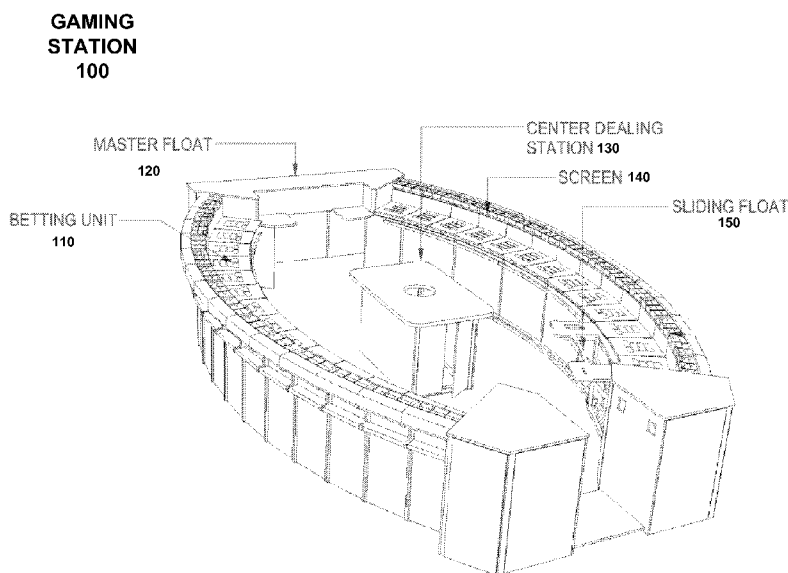 GAMING
STATION
100
MASTER FLOAT
120
CENTER DEALING
STATION 130
SCREEN 140
SLIDING FLOAT
150
BETTING UNIT
110